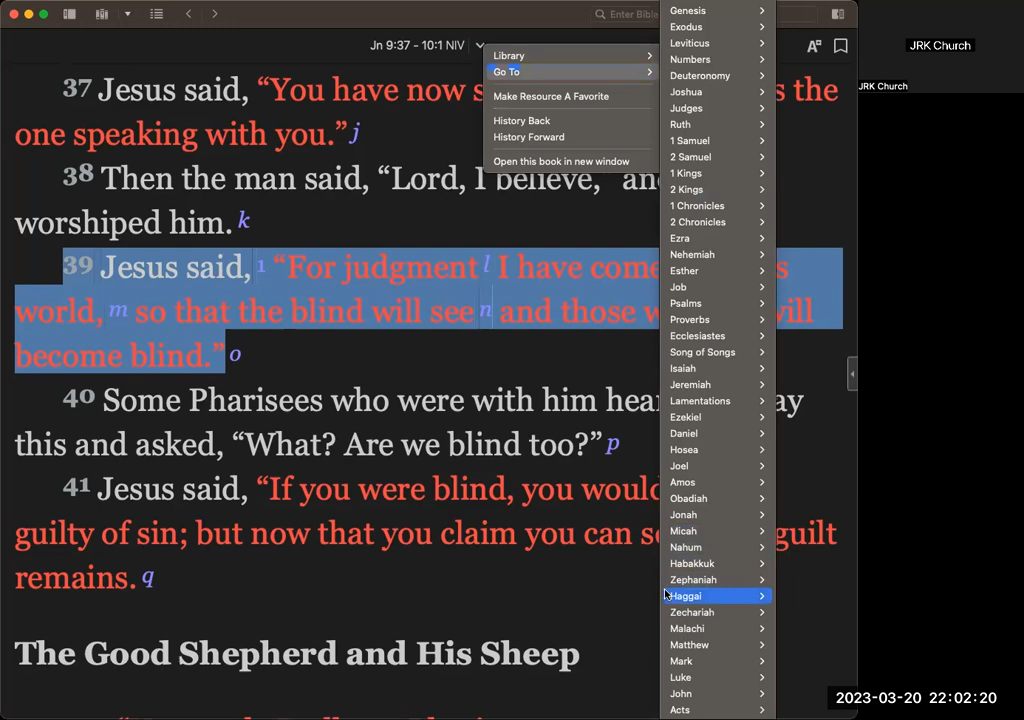 Enter Bible
Jn 9:37 - 10:1 NIV
37 Jesus said, “You have now s
s the
one speaking with you.” j
38 Then the man said, “Lord, I believe,” an
worshiped him. k
39 Jesus said, 1 “For judgment l I have come
s
world, m so that the blind will see n and those w
ill
become blind.” o
40 Some Pharisees who were with him hea
ay
this and asked, “What? Are we blind too?” p
41 Jesus said, “If you were blind, you would
guilty of sin; but now that you claim you can s
guilt
remains. q
The Good Shepherd and His Sheep
Library
Go To
Make Resource A Favorite
History Back
History Forward
Open this book in new window
Genesis
Exodus
Leviticus
Numbers
Deuteronomy
Joshua
Judges
Ruth
1 Samuel
2 Samuel
1 Kings
2 Kings
1 Chronicles
2 Chronicles
Ezra
Nehemiah
Esther
Job
Psalms
Proverbs
Ecclesiastes
Song of Songs
Isaiah
Jeremiah
Lamentations
Ezekiel
Daniel
Hosea
Joel
Amos
Obadiah
Jonah
Micah
Nahum
Habakkuk
Zephaniah
Haggai
Zechariah
Malachi
Matthew
Mark
Luke
John
Acts
JRK Church
JRK Church
2023-03-20 22:02:20